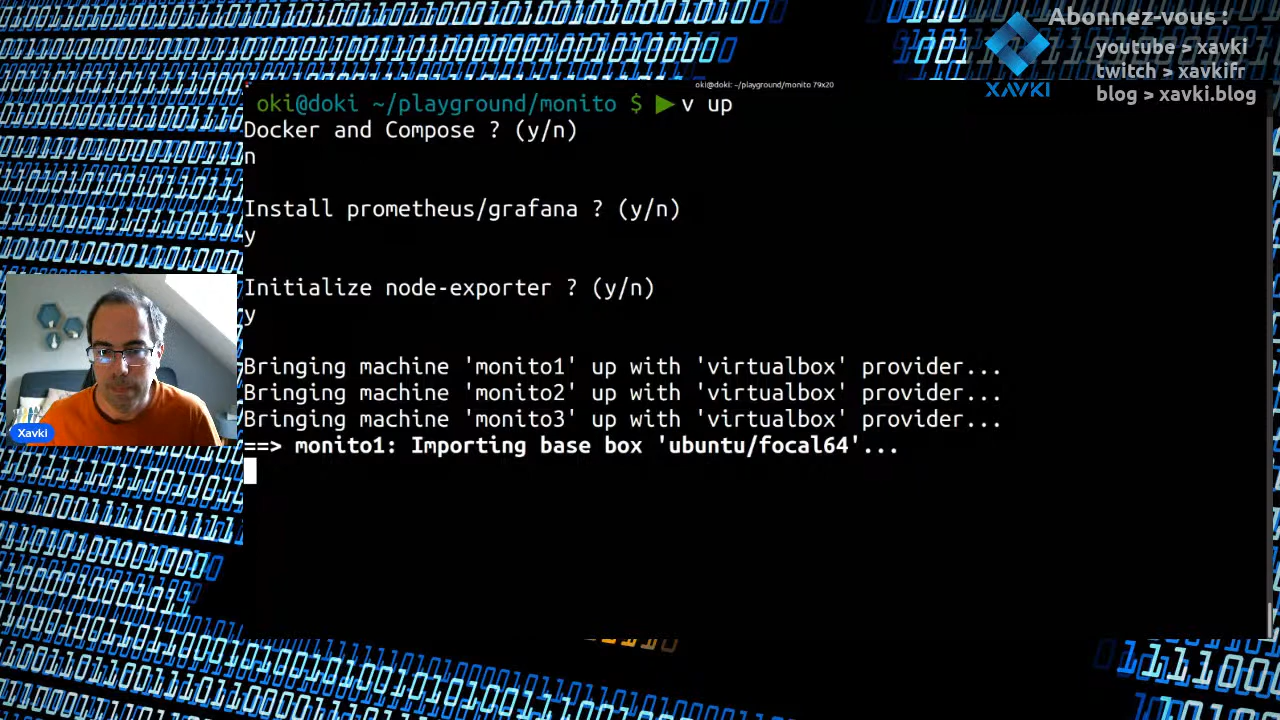 Abonnez-vous :
youtube > xavki
twitch > xavkifr
blog > xavki.blog
XAVKI
oki@doki: ~/playground/monito 79x20
oki@doki ~/playground/monito $ ▶ v up
Docker and Compose ? (y/n)
n
Install prometheus/grafana ? (y/n)
y
Initialize node-exporter ? (y/n)
y
Bringing machine 'monito1' up with 'virtualbox' provider...
Bringing machine 'monito2' up with 'virtualbox' provider...
Bringing machine 'monito3' up with 'virtualbox' provider...
==> monito1: Importing base box 'ubuntu/focal64'...
Xavki